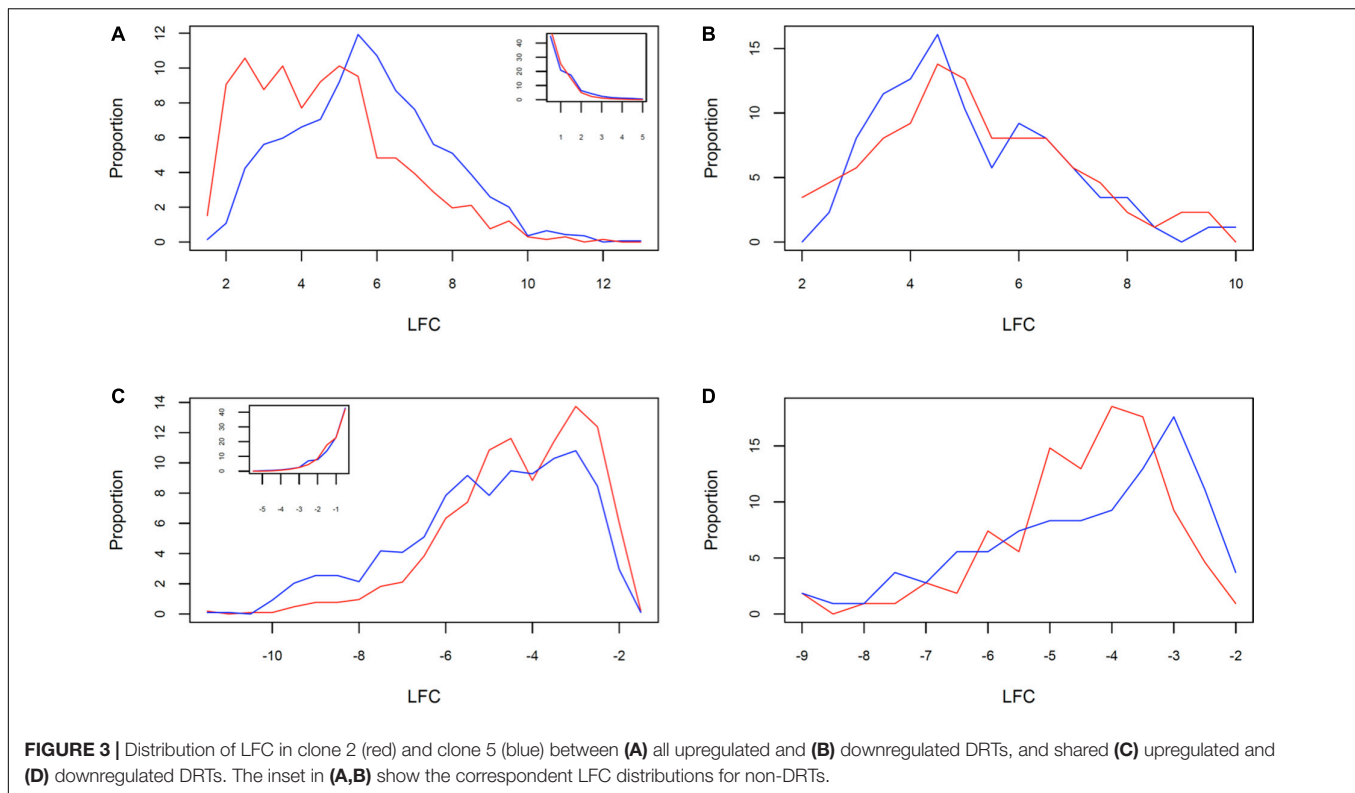 A
B
Proportion
0 2 4 6 8 10 12
0 10 20 30 40
1 2 3 4 5
2 4 6 8 10 12
LFC
Proportion
0 5 10 15
2 4 6 8 10
LFC
C
D
Proportion
0 2 4 6 8 10 12 14
0 10 20 30 40
-5 -4 -3 -2 -1
-10 -8 -6 -4 -2
LFC
Proportion
0 5 10 15
-9 -8 -7 -6 -5 -4 -3 -2
LFC
FIGURE 3 | Distribution of LFC in clone 2 (red) and clone 5 (blue) between (A) all upregulated and (B) downregulated DRTs, and shared (C) upregulated and
(D) downregulated DRTs. The inset in (A,B) show the correspondent LFC distributions for non-DRTs.